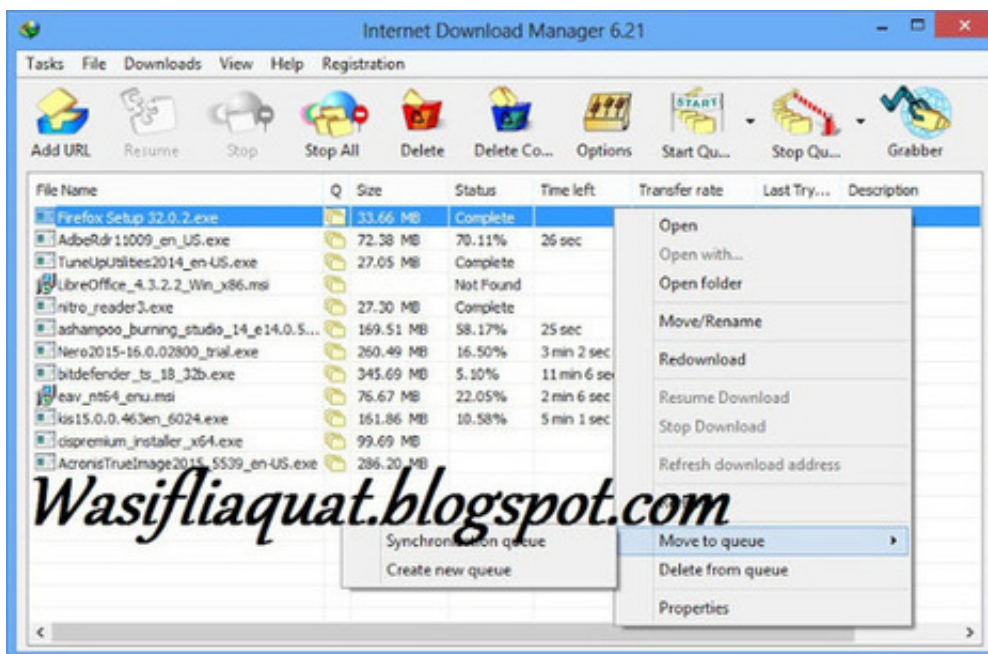 Internet Download Manager 6.21
Tasks File Downloads View Help Registration
Add URL Resume Stop Stop All Delete Delete Co... Options Start Qu... Stop Qu... Grabber
START
File Name Q Size Status Time left Transfer rate Last Try... Description
Firefox Setup 32.0.2.exe 33.66 MB Complete
AdbeRdr11009_en_US.exe 72.38 MB 70.11% 26 sec
TuneUpUtilities2014_en-US.exe 27.05 MB Complete
LibreOffice_4.3.2.2_Win_x86.msi Not Found
nitro_reader3.exe 27.30 MB Complete
ashampoo_burning_studio_14_e14.0.5... 169.51 MB 58.17% 25 sec
Nero2015-16.0.02800_trial.exe 260.49 MB 16.50% 3 min 2 sec
bitdefender_ts_18_32b.exe 345.69 MB 5.10% 11 min 6 sec
eav_nt64_enu.msi 76.67 MB 22.05% 2 min 6 sec
kis15.0.0.463en_6024.exe 161.86 MB 10.58% 5 min 1 sec
cispremium_installer_x64.exe 99.69 MB
AcronisTrueImage2015_5539_en-US.exe 286.20 MB
Open
Open with...
Open folder
Move/Rename
Redownload
Resume Download
Stop Download
Refresh download address
Move to queue
Delete from queue
Properties
Synchronization queue
Create new queue
Wasifliaquat.blogspot.com